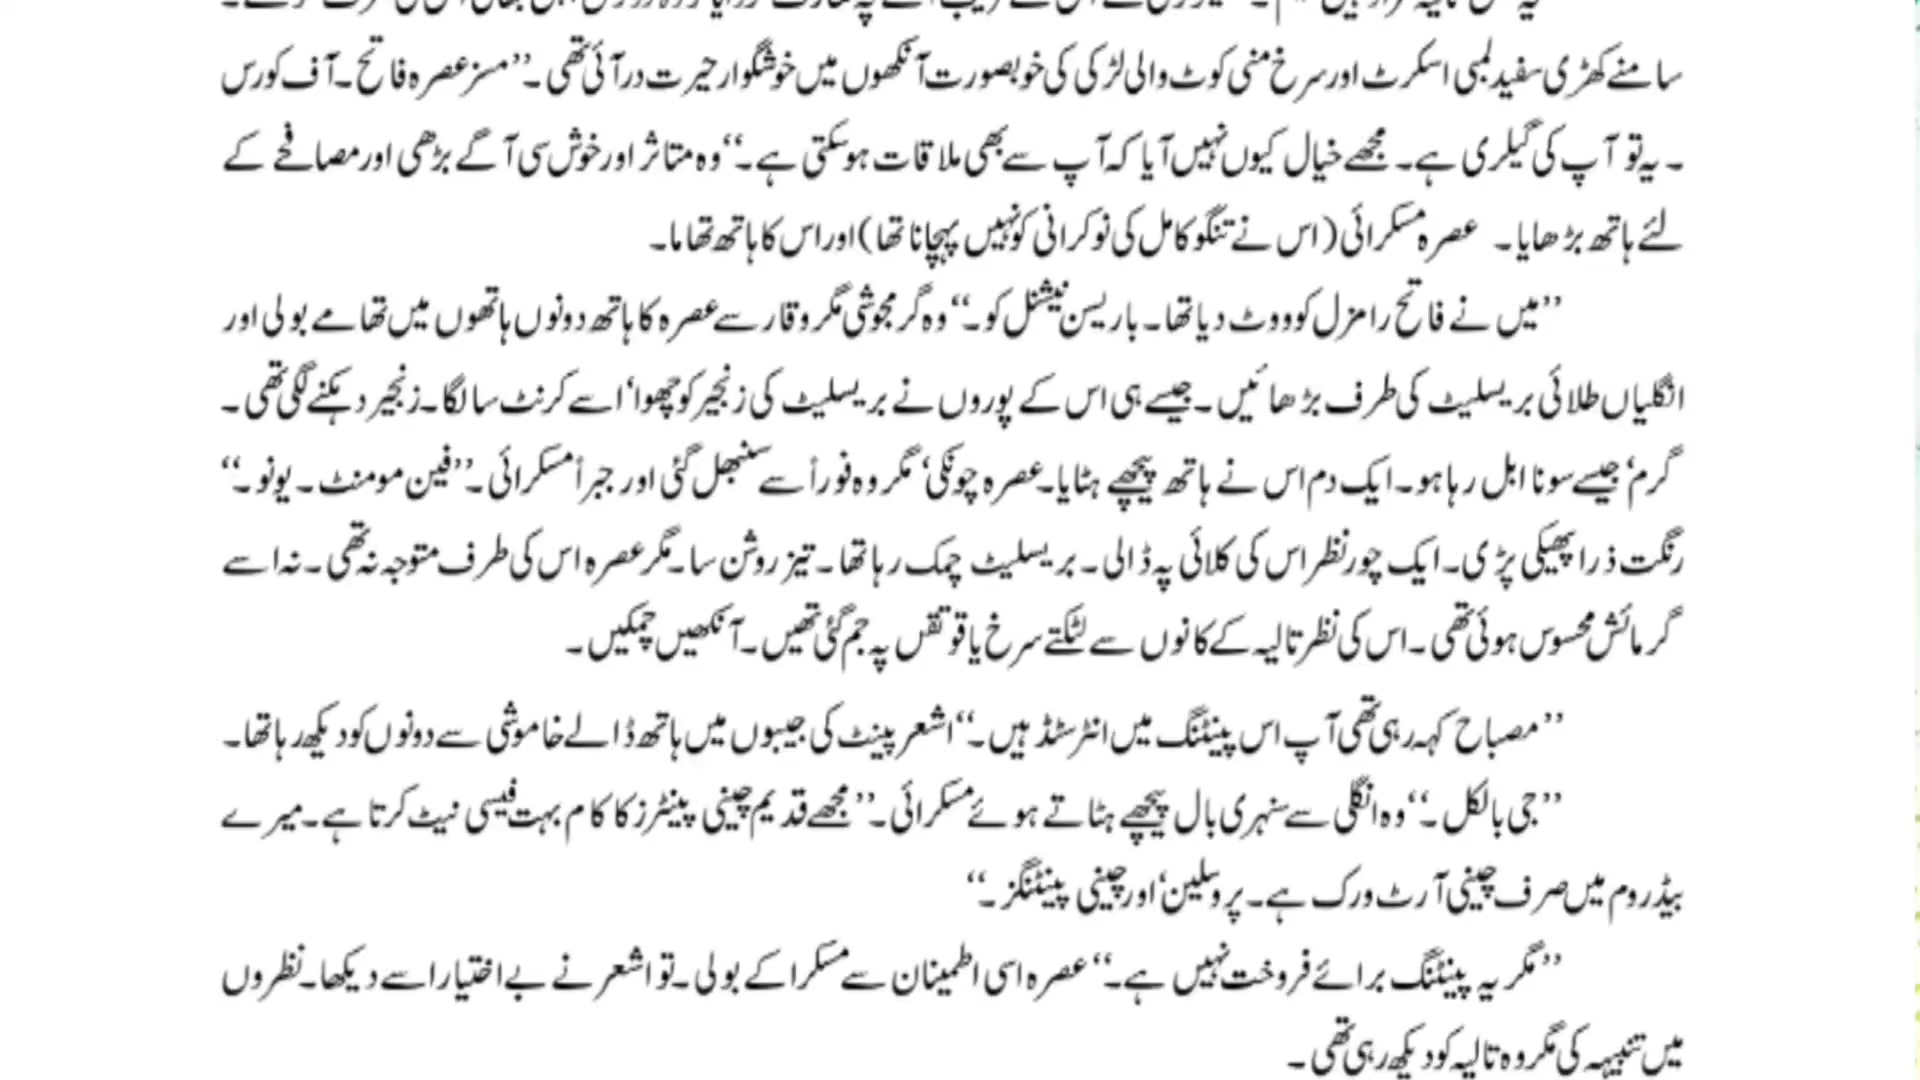 سامنے کھڑی سفید لمبی اسکرٹ اور سرخ منی کوٹ والی لڑکی کی خوبصورت آنکھوں میں خوشگوار حیرت در آئی تھی۔’’مسز عصرہ فاتح۔آف کورس
۔ یہ تو آپ کی گیلری ہے۔ مجھے خیال کیوں نہیں آیا کہ آپ سے بھی ملاقات ہو سکتی ہے۔‘‘وہ متاثر اور خوش سی آگے بڑھی اور مصافحے کے
لئے ہاتھ بڑھایا۔ عصرہ مسکرائی(اس نے تنگو کامل کی نوکرانی کو نہیں پہچانا تھا)اور اس کا ہاتھ تھاما۔
’’میں نے فاتح رامزل کو ووٹ دیا تھا۔باریسن نیشنل کو۔‘‘وہ گرمجوشی مگر وقار سے عصرہ کا ہاتھ دونوں ہاتھوں میں تھامے بولی اور
انگلیاں طلائی بریسلیٹ کی طرف بڑھائیں۔جیسے ہی اس کے پوروں نے بریسلیٹ کی زنجیر کو چھوا‘اسے کرنٹ سا لگا۔زنجیر دہکنے لگی تھی۔
گرم‘ جیسے سونا ابل رہا ہو۔ایک دم اس نے ہاتھ پیچھے ہٹایا۔عصرہ چونکی‘ مگر وہ فوراً سے سنبھل گئی اور جبراً مسکرائی۔’’فین مومنٹ۔یونو۔‘‘
رنگت ذرا پھیکی پڑی۔ایک چور نظر اس کی کلائی پہ ڈالی۔بریسلیٹ چمک رہا تھا۔تیز روشن سا۔مگر عصرہ اس کی طرف متوجہ نہ تھی۔نہ اسے
گرمائش محسوس ہوئی تھی۔اس کی نظر تالیہ کے کانوں سے لٹکتے سرخ یاقوتقس پہ جم گئی تھیں۔آنکھیں چمکیں۔
’’مصباح کہہ رہی تھی آپ اس پینٹنگ میں انٹرسٹڈ ہیں۔‘‘اشعر پینٹ کی جیبوں میں ہاتھ ڈالے خاموشی سے دونوں کو دیکھ رہا تھا۔
’’جی بالکل۔‘‘وہ انگلی سے سنہری بال پیچھے ہٹاتے ہوئے مسکرائی۔’’مجھے قدیم چینی پینٹرز کا کام بہت فیسی نیٹ کرتا ہے۔میرے
بیڈروم میں صرف چینی آرٹ ورک ہے۔پروسلین‘اور چینی پینٹنگز۔‘‘
’’مگر یہ پینٹنگ برائے فروخت نہیں ہے۔‘‘عصرہ اسی اطمینان سے مسکرا کے بولی۔تو اشعر نے بے اختیار اسے دیکھا۔نظروں
میں تنبیہہ کی مگر وہ تالیہ کو دیکھ رہی تھی۔